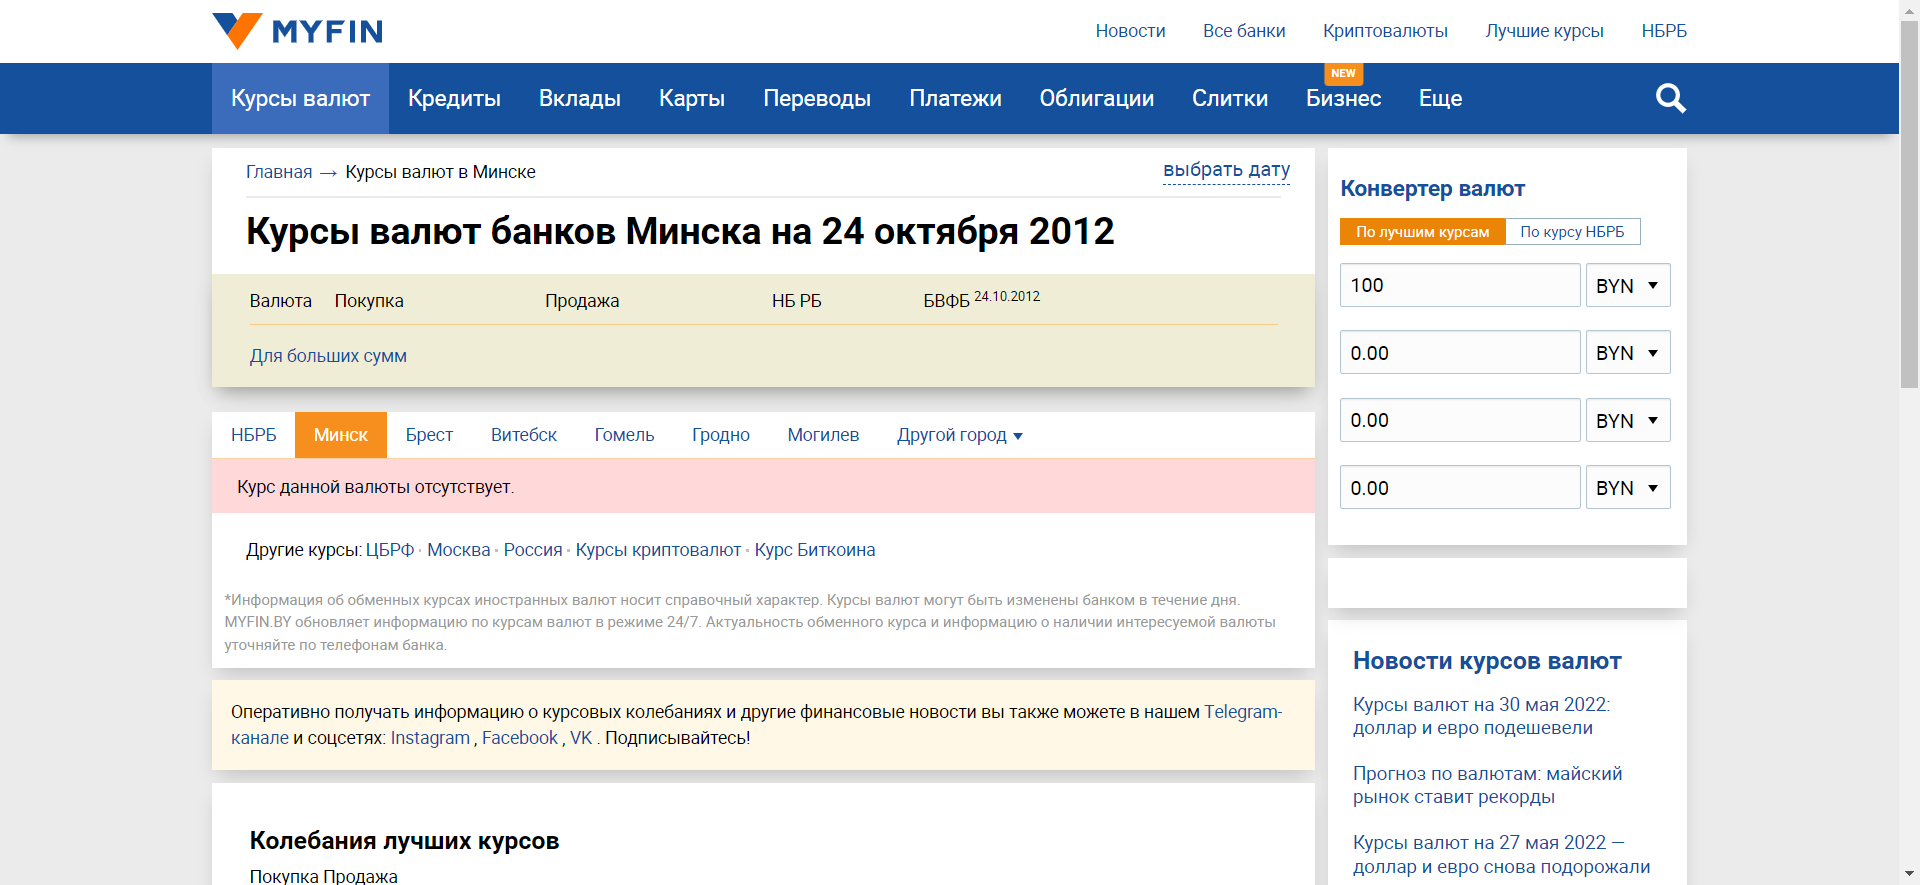 MYFIN
Новости Все банки Криптовалюты Лучшие курсы НБРБ
NEW
Курсы валют Кредиты Вклады Карты Переводы Платежи Облигации Слитки Бизнес Еще
Главная → Курсы валют в Минске
выбрать дату
Курсы валют банков Минска на 24 октября 2012
Валюта Покупка Продажа НБ РБ БВФБ 24.10.2012
Для больших сумм
НБРБ Минск Брест Витебск Гомель Гродно Могилев Другой город
Курс данной валюты отсутствует.
Другие курсы: ЦБРФ · Москва · Россия · Курсы криптовалют · Курс Биткоина
*Информация об обменных курсах иностранных валют носит справочный характер. Курсы валют могут быть изменены банком в течение дня.
MYFIN.BY обновляет информацию по курсам валют в режиме 24/7. Актуальность обменного курса и информацию о наличии интересуемой валюты
уточняйте по телефонам банка.
Оперативно получать информацию о курсовых колебаниях и другие финансовые новости вы также можете в нашем Telegram-
канале и соцсетях: Instagram , Facebook , VK . Подписывайтесь!
Колебания лучших курсов
Покупка Продажа
Конвертер валют
По лучшим курсам По курсу НБРБ
100 BYN
0.00 BYN
0.00 BYN
0.00 BYN
Новости курсов валют
Курсы валют на 30 мая 2022:
доллар и евро подешевели
Прогноз по валютам: майский
рынок ставит рекорды
Курсы валют на 27 мая 2022 —
доллар и евро снова подорожали